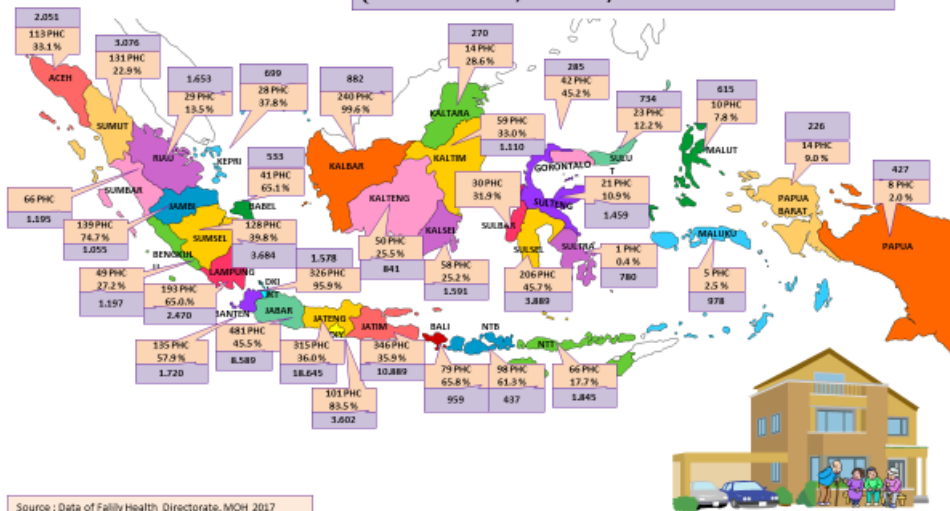 2.051
113 PHC
33.1 %
3.076
131 PHC
22.9 %
1.653
29 PHC
13.5 %
699
28 PHC
37.8 %
882
240 PHC
99.6 %
270
14 PHC
28.6 %
285
42 PHC
45.2 %
734
23 PHC
12.2 %
615
10 PHC
7.8 %
226
14 PHC
9.0 %
427
8 PHC
2.0 %
ACEH
SUMUT
RIAU
KEPRI
533
41 PHC
65.1 %
KALBAR
KALTARA
59 PHC
33.0 %
1.110
KALTIM
KALTENG
KALSEL
30 PHC
31.9 %
SULBAR
GORONTALO
SULU
T
21 PHC
10.9 %
1.459
SULTENG
SULSEL
SULTRA
1 PHC
0.4 %
780
MALUT
MALUKU
5 PHC
2.5 %
978
PAPUA
BARAT
PAPUA
66 PHC
1.195
SUMBAR
139 PHC
74.7 %
1.055
JAMBI
BABEL
SUMSEL
128 PHC
39.8 %
3.684
BENGKUL
U
49 PHC
27.2 %
1.197
LAMPUNG
193 PHC
65.0 %
2.470
1.578
326 PHC
95.9 %
DKI
JKT
50 PHC
25.5 %
841
58 PHC
25.2 %
1.591
206 PHC
45.7 %
3.889
BANTEN
JABAR
JATENG
DIY
JATIM
BALI
NTB
NTT
135 PHC
57.9 %
1.720
481 PHC
45.5 %
8.589
315 PHC
36.0 %
18.645
346 PHC
35.9 %
10.889
101 PHC
83.5 %
3.602
79 PHC
65.8 %
959
98 PHC
61.3 %
437
66 PHC
17.7 %
1.845
Source : Data of Falily Health Directorate, MOH 2017